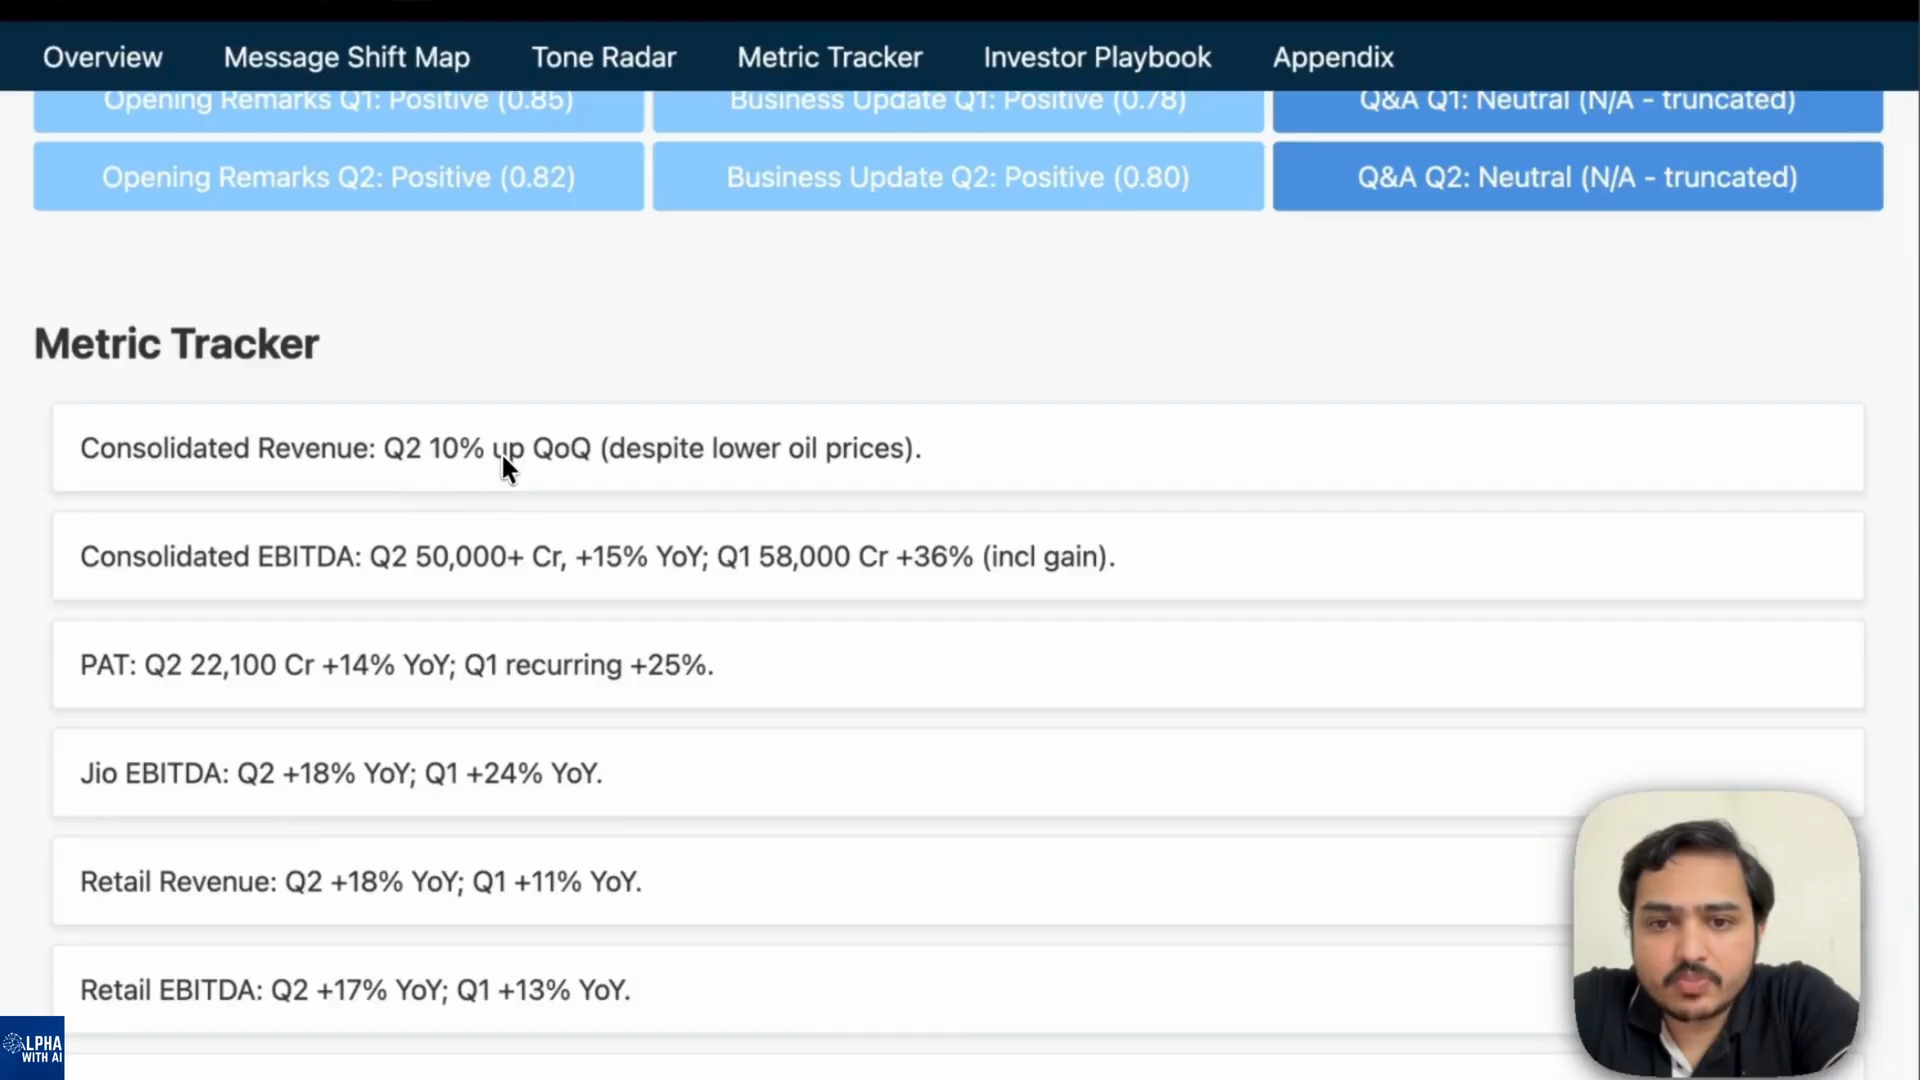 Overview Message Shift Map Tone Radar Metric Tracker Investor Playbook Appendix
Opening Remarks Q1: Positive (0.85) Business Update Q1: Positive (0.78) Q&A Q1: Neutral (N/A - truncated)
Opening Remarks Q2: Positive (0.82) Business Update Q2: Positive (0.80) Q&A Q2: Neutral (N/A - truncated)
Metric Tracker
Consolidated Revenue: Q2 10% up QoQ (despite lower oil prices).
Consolidated EBITDA: Q2 50,000+ Cr, +15% YoY; Q1 58,000 Cr +36% (incl gain).
PAT: Q2 22,100 Cr +14% YoY; Q1 recurring +25%.
Jio EBITDA: Q2 +18% YoY; Q1 +24% YoY.
Retail Revenue: Q2 +18% YoY; Q1 +11% YoY.
Retail EBITDA: Q2 +17% YoY; Q1 +13% YoY.
LPHA
WITH AI